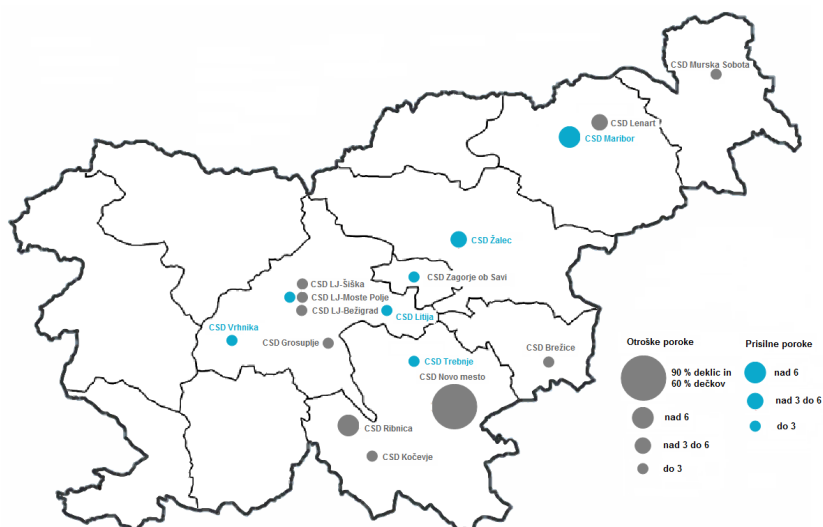 CSD Murska Sobota
CSD Lenart
CSD Maribor
CSD Žalec
CSD Zagorje ob Savi
CSD LJ-Šiška
CSD LJ-Moste Polje
CSD LJ-Bežigrad
CSD Litija
CSD Vrhnika
CSD Grosuplje
CSD Brežice
CSD Trebnje
CSD Novo mesto
CSD Ribnica
CSD Kočevje
Otroške poroke
90 % deklic in
60 % dečkov
nad 6
nad 3 do 6
do 3
Prisilne poroke
nad 6
nad 3 do 6
do 3